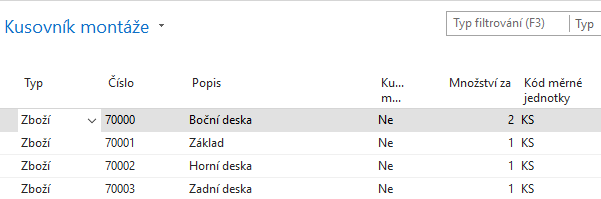 Kusovník montáže
Typ filtrování (F3) Typ
Typ Číslo Popis Ku... m... Množství za Kód měrné jednotky
Zboží 70000 Boční deska Ne 2 KS
Zboží 70001 Základ Ne 1 KS
Zboží 70002 Horní deska Ne 1 KS
Zboží 70003 Zadní deska Ne 1 KS